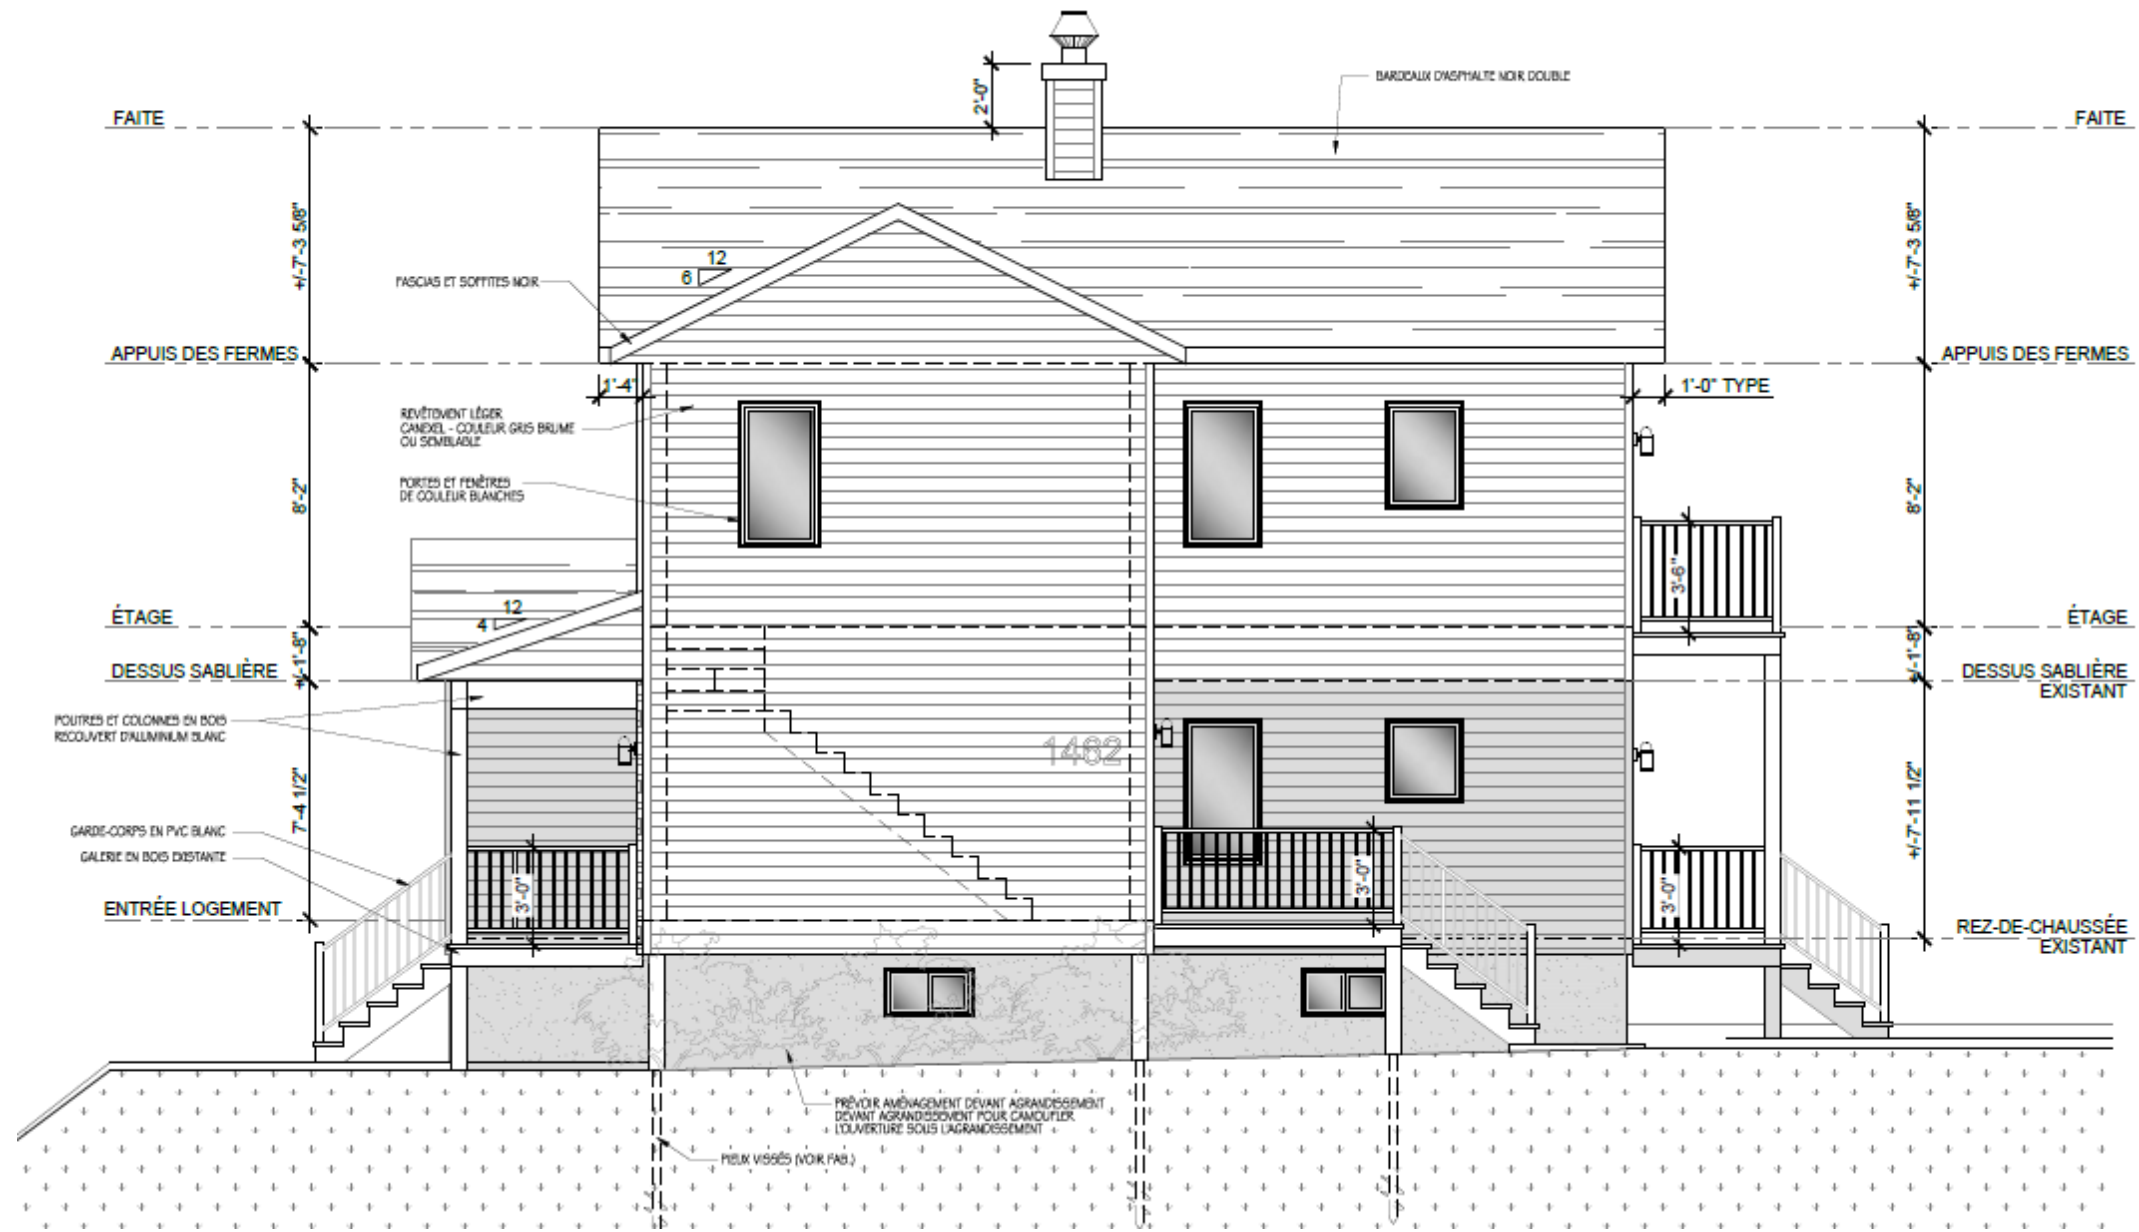 2'-0"
BARDEAUX D'ASPHALTE NOIR DOUBLE
FAITE
FAITE
+/-7'-3 5/8"
+/-7'-3 5/8"
12
6
FASCIAS ET SOFFITES NOIR
APPUIS DES FERMES
APPUIS DES FERMES
1'-4"
1'-0" TYPE
REVÊTEMENT LÉGER
CANEXEL - COULEUR GRIS BRUME
OU SEMBLABLE
PORTES ET FENÊTRES
DE COULEUR BLANCHES
8'-2"
8'-2"
3'-6"
12
4
ÉTAGE
ÉTAGE
+/-1'-8"
+/-1'-8"
DESSUS SABLIÈRE
DESSUS SABLIÈRE
EXISTANT
POUTRES ET COLONNES EN BOIS
RECOUVERT D'ALUMINIUM BLANC
1482
7'-4 1/2"
+/-7'-11 1/2"
GARDE-CORPS EN PVC BLANC
GALERIE EN BOIS EXISTANTE
3'-0"
3'-0"
3'-0"
ENTRÉE LOGEMENT
REZ-DE-CHAUSSÉE
EXISTANT
PRÉVOIR AMÉNAGEMENT DEVANT AGRANDISSEMENT
DEVANT AGRANDISSEMENT POUR CAMOUFLER
L'OUVERTURE SOUS L'AGRANDISSEMENT
PIEUX VISSÉS (VOIR FAB.)